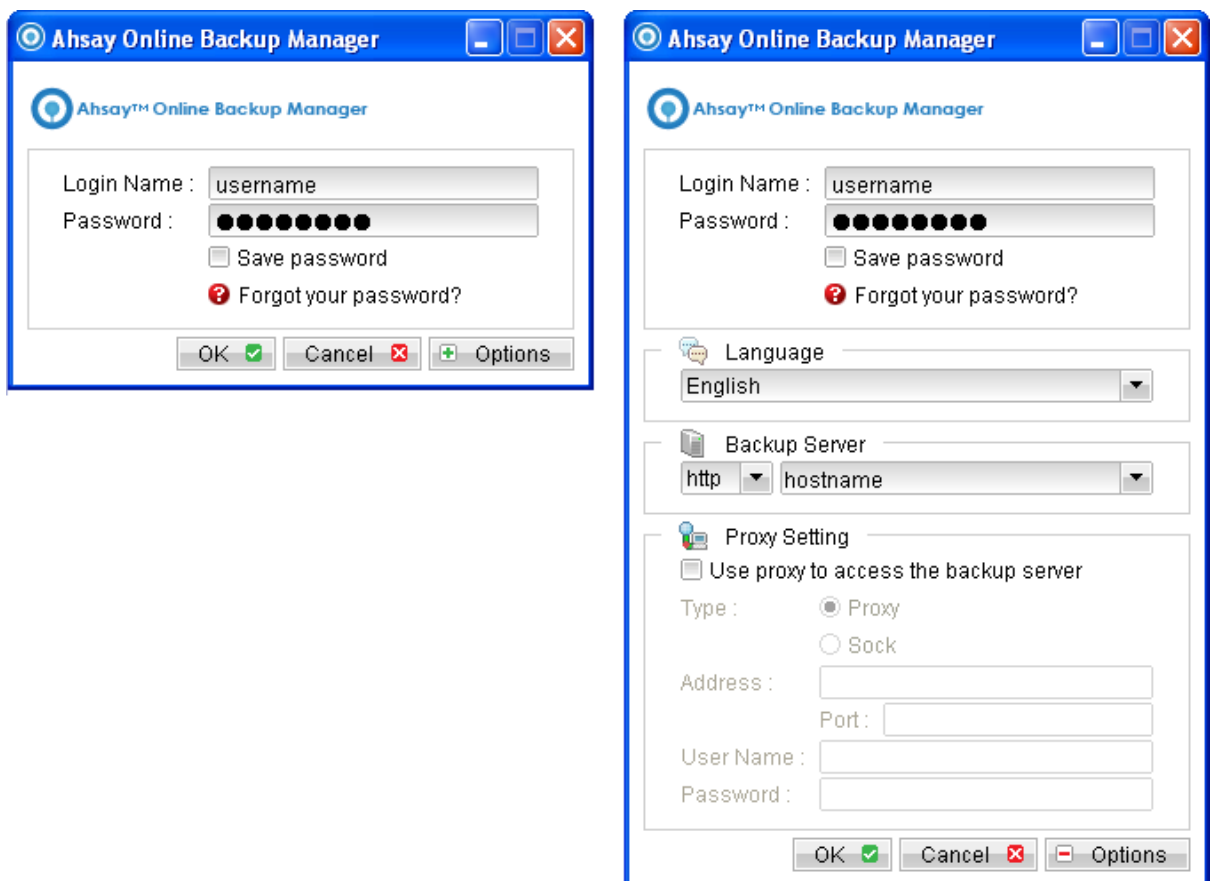 Ahsay Online Backup Manager
Ahsay™ Online Backup Manager
Login Name : username
Password : ●●●●●●●●
Save password
Forgot your password?
OK Cancel Options
Ahsay Online Backup Manager
Ahsay™ Online Backup Manager
Login Name : username
Password : ●●●●●●●●
Save password
Forgot your password?
Language
English
Backup Server
http hostname
Proxy Setting
Use proxy to access the backup server
Type : Proxy
Sock
Address :
Port :
User Name :
Password :
OK Cancel Options